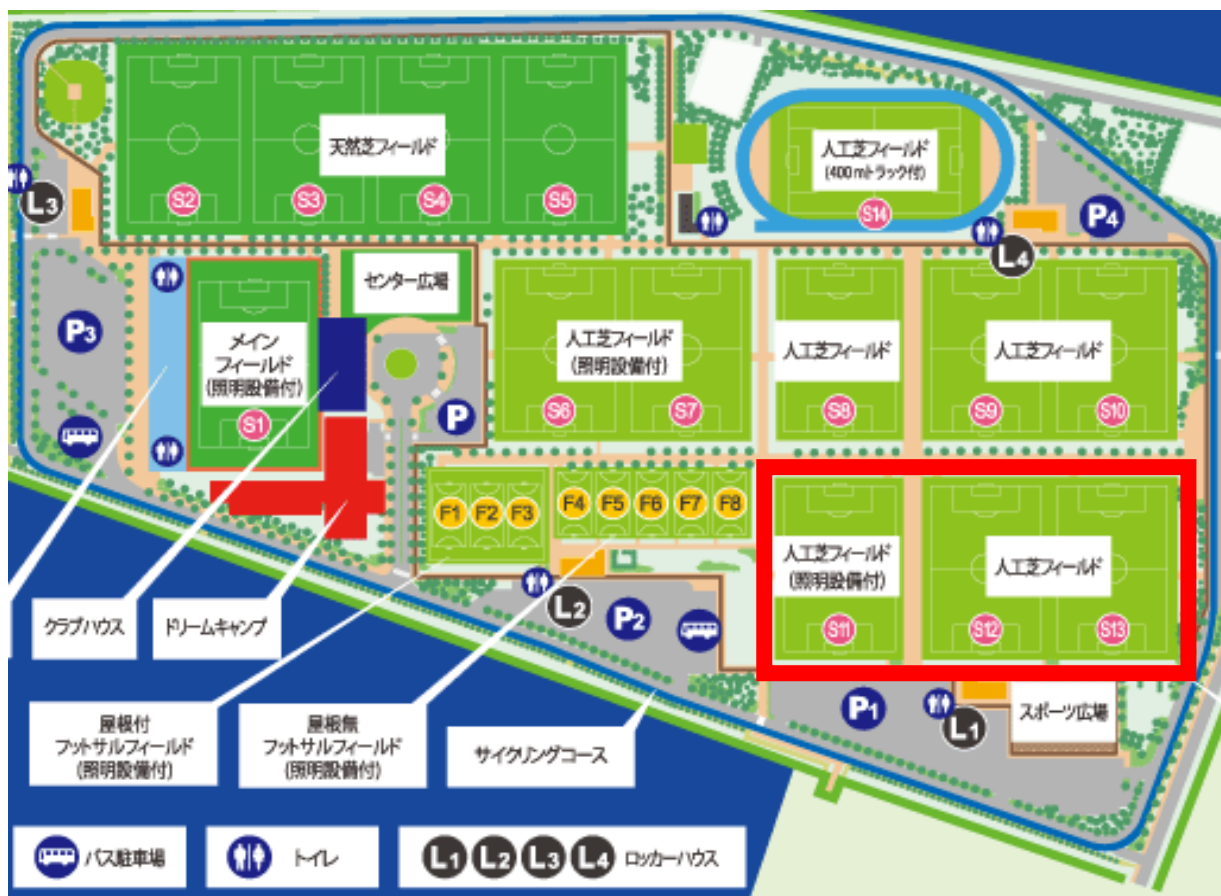 天然芝フィールド
S2
S3
S4
S5
人工芝フィールド
(400mトラック付)
S14
L3
P4
L4
センター広場
P3
メイン
フィールド
(照明設備付)
S1
P
人工芝フィールド
(照明設備付)
S6
S7
人工芝フィールド
S8
人工芝フィールド
S9
S10
F1
F2
F3
F4
F5
F6
F7
F8
人工芝フィールド
(照明設備付)
S11
人工芝フィールド
S12
S13
クラブハウス
ドリームキャンプ
L2
P2
P1
L1
スポーツ広場
屋根付
フットサルフィールド
(照明設備付)
屋根無
フットサルフィールド
(照明設備付)
サイクリングコース
バス駐車場
トイレ
L1 L2 L3 L4 ロッカーハウス